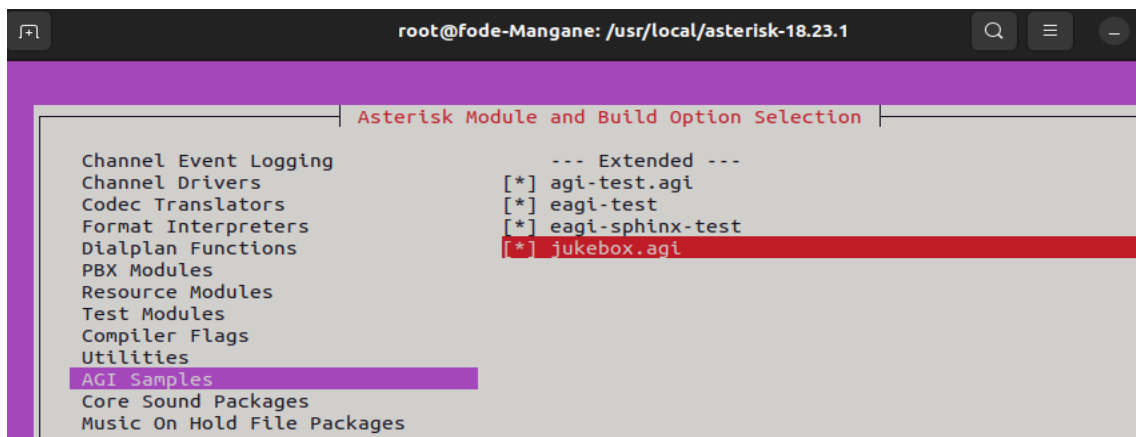 root@fode-Mangane: /usr/local/asterisk-18.23.1
Asterisk Module and Build Option Selection
Channel Event Logging
Channel Drivers
Codec Translators
Format Interpreters
Dialplan Functions
PBX Modules
Resource Modules
Test Modules
Compiler Flags
Utilities
AGI Samples
Core Sound Packages
Music On Hold File Packages
--- Extended ---
[*] agi-test.agi
[*] eagi-test
[*] eagi-sphinx-test
[*] jukebox.agi